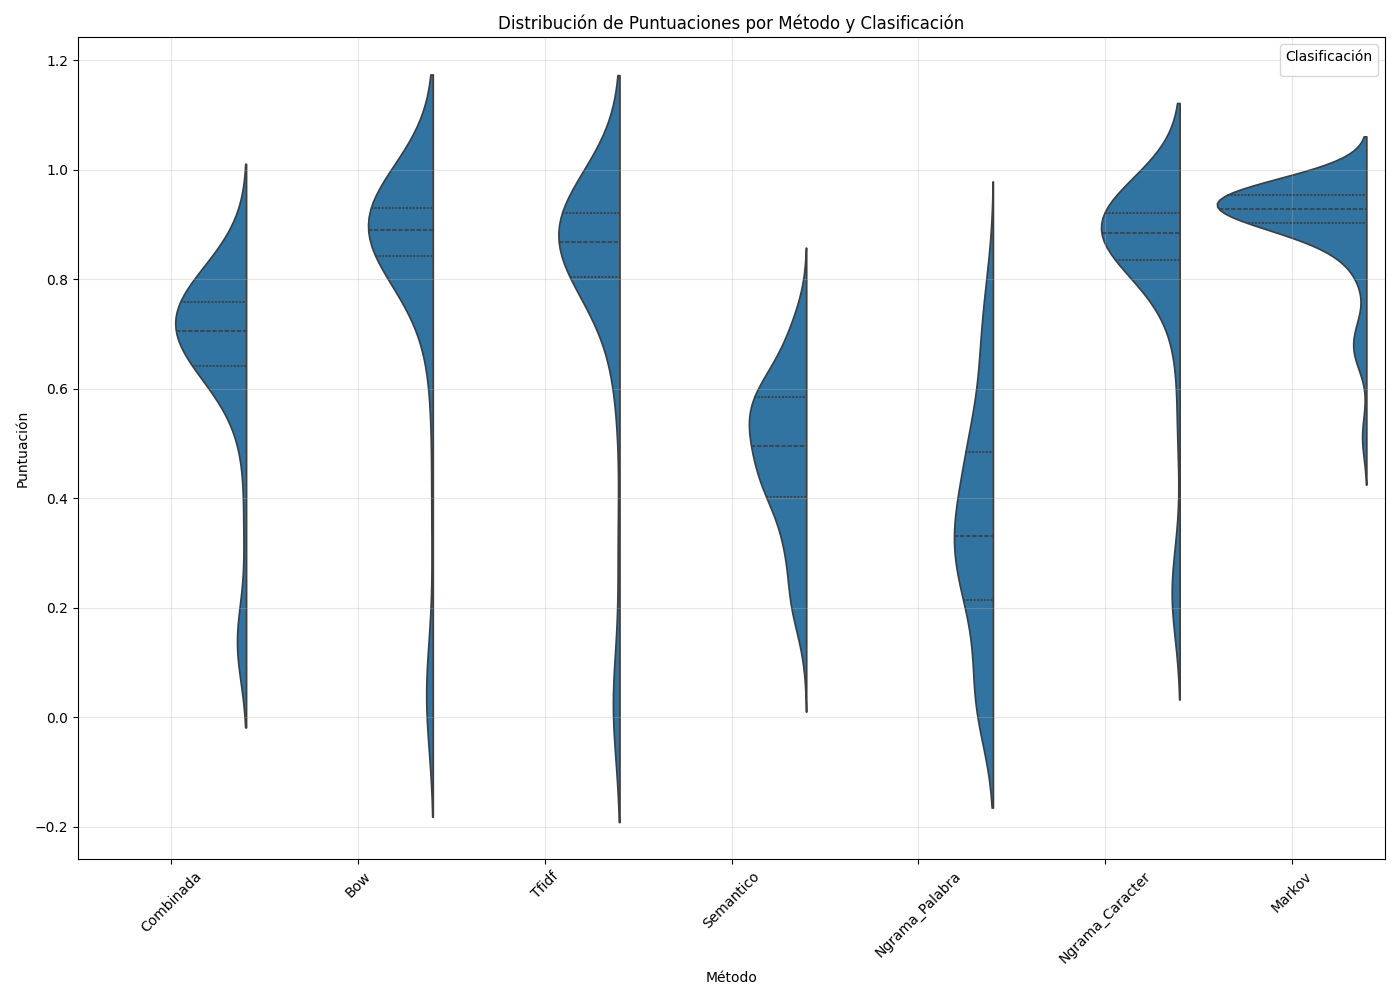 Distribución de Puntuaciones por Método y Clasificación
Clasificación
1.2
1.0
0.8
0.6
0.4
0.2
0.0
−0.2
Puntuación
Combinada
Bow
Tfidf
Semantico
Ngrama_Palabra
Ngrama_Caracter
Markov
Método